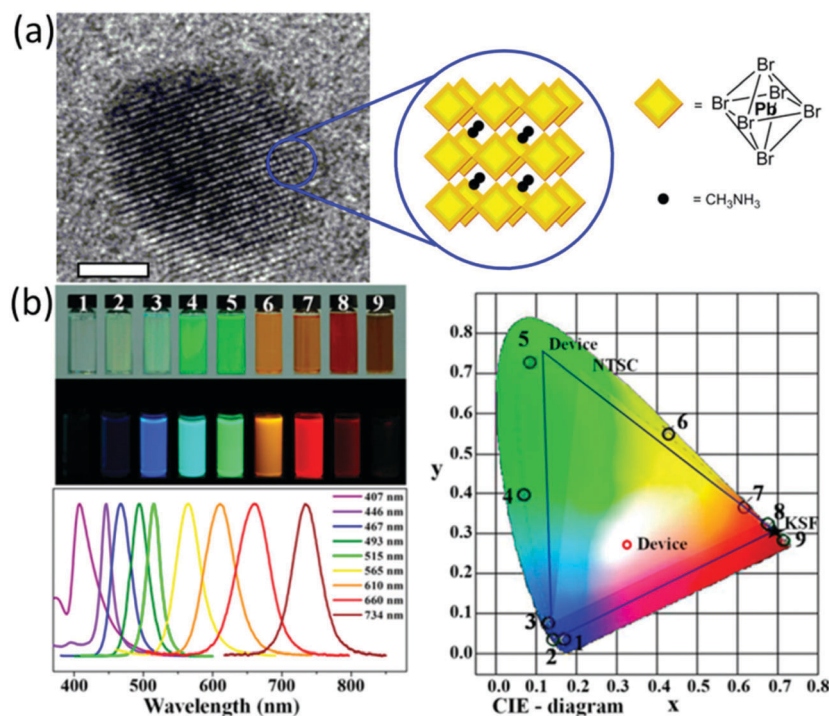 (a)
Br
Br
Pb
Br
Br
Br
Br
=
= CH₃NH₃
(b)
1 2 3 4 5 6 7 8 9
407 nm
446 nm
467 nm
493 nm
515 nm
565 nm
610 nm
660 nm
734 nm
400 500 600 700 800
Wavelength (nm)
0.8
0.7
0.6
0.5
0.4
0.3
0.2
0.1
0.0
y
5
Device
NTSC
6
4
7
8
KSF
9
Device
3
2
1
0.0 0.1 0.2 0.3 0.4 0.5 0.6 0.7 0.8
CIE - diagram x